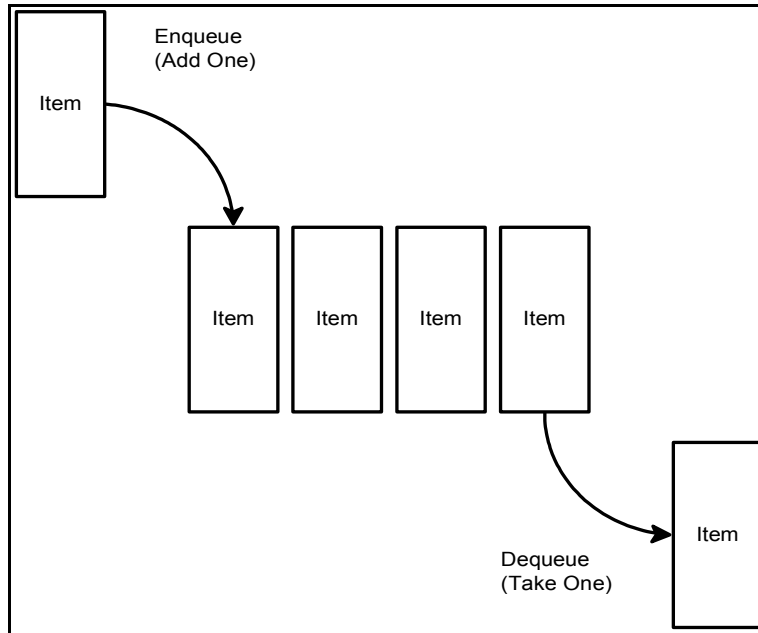 Enqueue
(Add One)
Item
Item
Item
Item
Item
Item
Dequeue
(Take One)